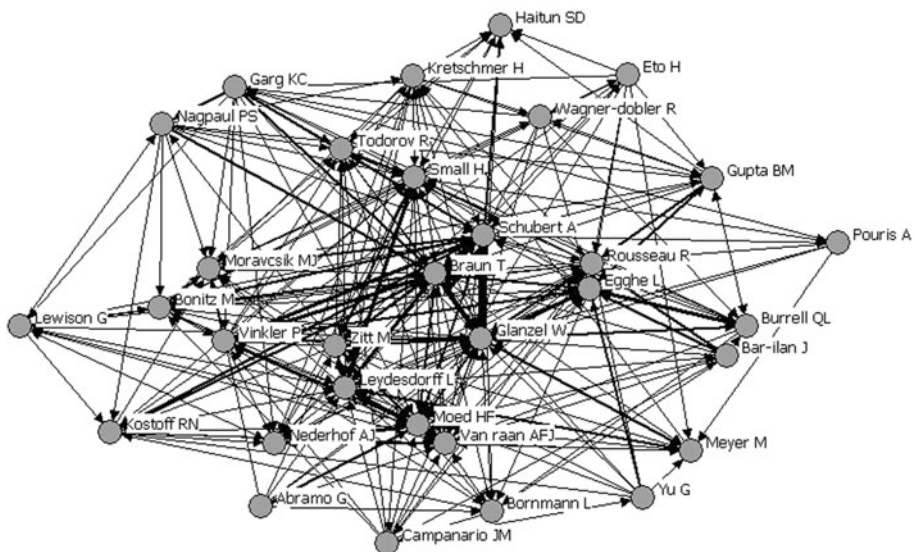 Haitun SD
Kretschmer H
Eto H
Garg KC
Wagner-dobler R
Nagpaul PS
Todorov R
Small H
Gupta BM
Schubert A
Pouris A
Moravcsik MJ
Braun T
Rousseau R
Egghe L
Bonitz M
Lewison G
Vinkler P
Zitt M
Glanzel W
Burrell QL
Bar-ilan J
Leydesdorff L
Kostoff RN
Nederhof AJ
Moed HF
Van raan AFJ
Meyer M
Abramo G
Bornmann L
Yu G
Campanario JM